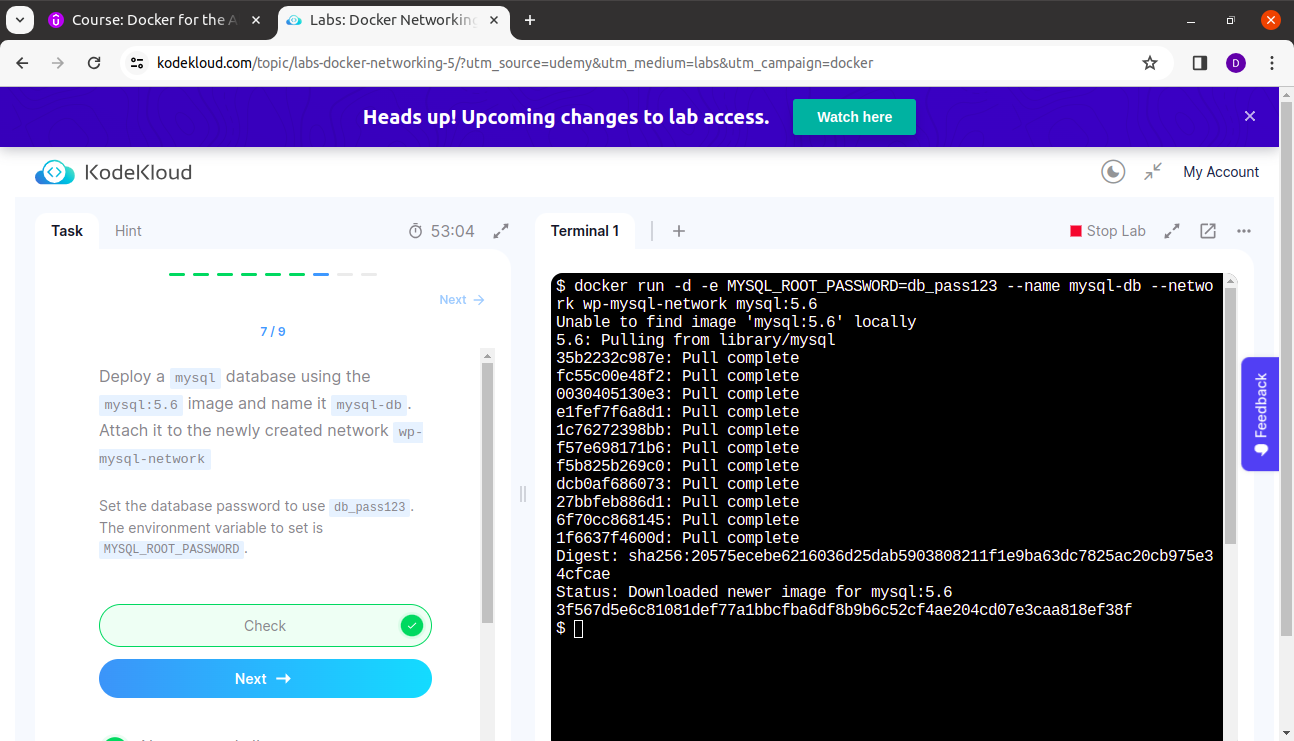 Course: Docker for the A
Labs: Docker Networking
kodekloud.com/topic/labs-docker-networking-5/?utm_source=udemy&utm_medium=labs&utm_campaign=docker
D
Heads up! Upcoming changes to lab access.
Watch here
KodeKloud
My Account
Task
Hint
53:04
Next
7 / 9
Deploy a mysql database using the
mysql:5.6 image and name it mysql-db.
Attach it to the newly created network wp-
mysql-network
Set the database password to use db_pass123.
The environment variable to set is
MYSQL_ROOT_PASSWORD.
Check
Next
Terminal 1
Stop Lab
$ docker run -d -e MYSQL_ROOT_PASSWORD=db_pass123 --name mysql-db --netwo
rk wp-mysql-network mysql:5.6
Unable to find image 'mysql:5.6' locally
5.6: Pulling from library/mysql
35b2232c987e: Pull complete
fc55c00e48f2: Pull complete
0030405130e3: Pull complete
e1fef7f6a8d1: Pull complete
1c76272398bb: Pull complete
f57e698171b6: Pull complete
f5b825b269c0: Pull complete
dcb0af686073: Pull complete
27bbfeb886d1: Pull complete
6f70cc868145: Pull complete
1f6637f4600d: Pull complete
Digest: sha256:20575ecebe6216036d25dab5903808211f1e9ba63dc7825ac20cb975e3
4cfcae
Status: Downloaded newer image for mysql:5.6
3f567d5e6c81081def77a1bbcfba6df8b9b6c52cf4ae204cd07e3caa818ef38f
$
Feedback